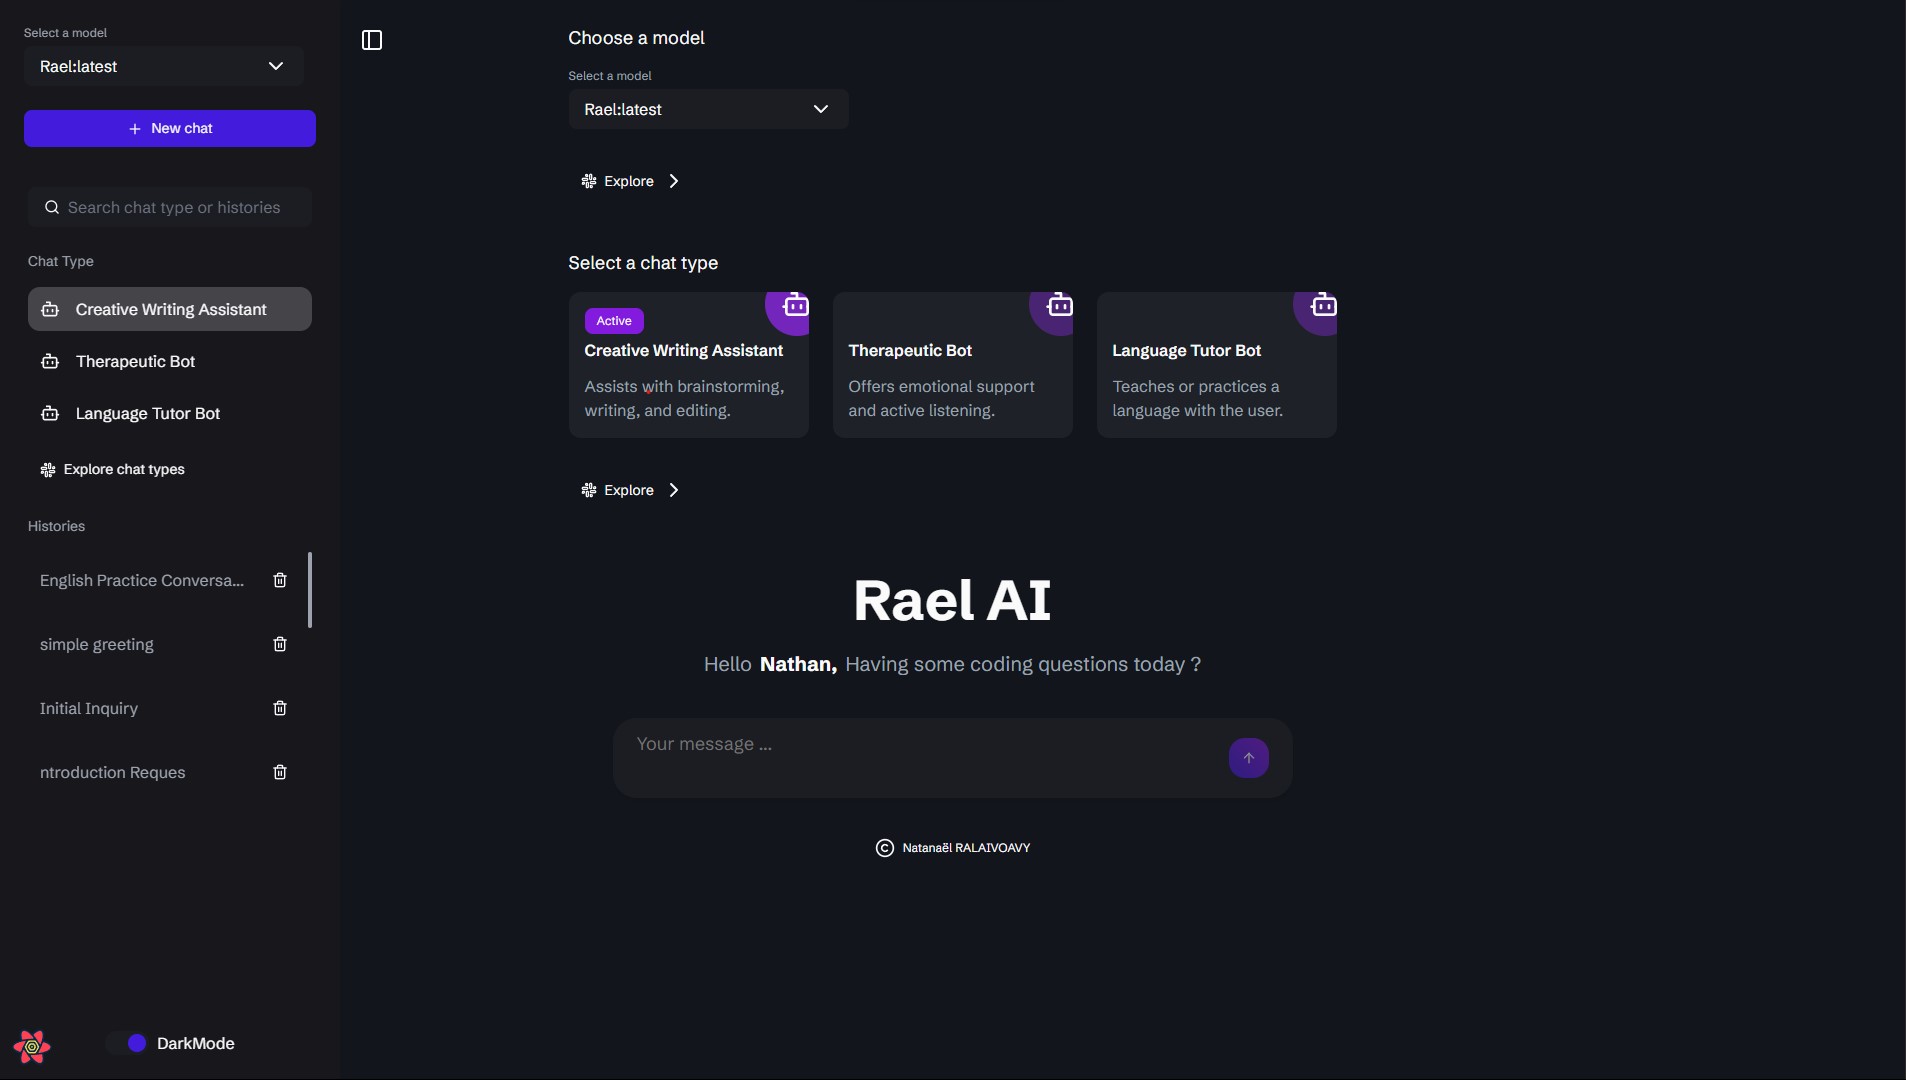 Select a model
Rael:latest
New chat
Search chat type or histories
Chat Type
Creative Writing Assistant
Therapeutic Bot
Language Tutor Bot
Explore chat types
Histories
English Practice Conversa...
simple greeting
Initial Inquiry
ntroduction Reques
DarkMode
Choose a model
Select a model
Rael:latest
Explore
Select a chat type
Active
Creative Writing Assistant
Assists with brainstorming,
writing, and editing.
Therapeutic Bot
Offers emotional support
and active listening.
Language Tutor Bot
Teaches or practices a
language with the user.
Explore
Rael AI
Hello Nathan, Having some coding questions today ?
Your message ...
© Natanaël RALAIVOAVY